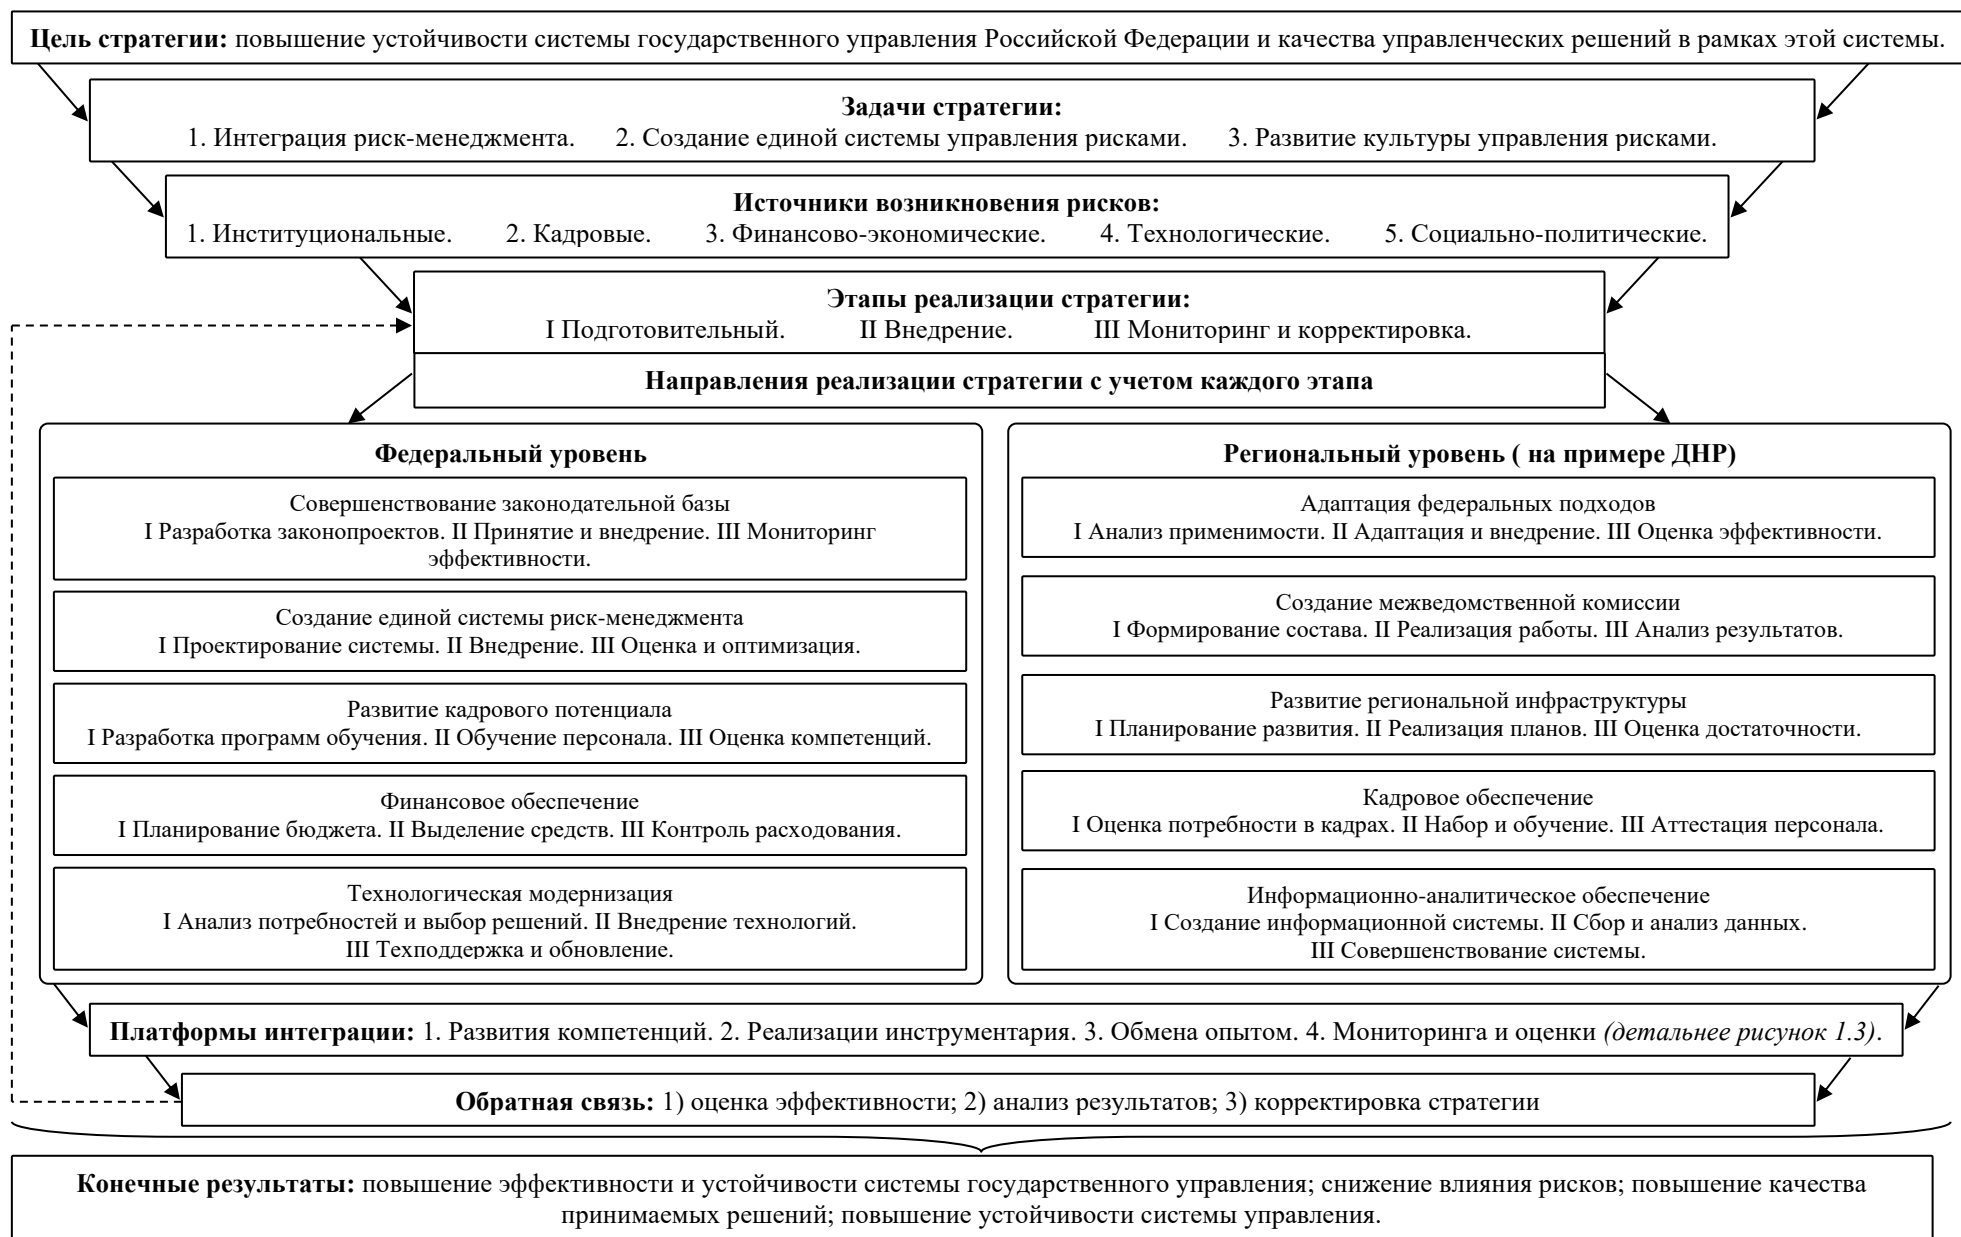 Цель стратегии: повышение устойчивости системы государственного управления Российской Федерации и качества управленческих решений в рамках этой системы.
Задачи стратегии:
1. Интеграция риск-менеджмента. 2. Создание единой системы управления рисками. 3. Развитие культуры управления рисками.
Источники возникновения рисков:
1. Институциональные. 2. Кадровые. 3. Финансово-экономические. 4. Технологические. 5. Социально-политические.
Этапы реализации стратегии:
I Подготовительный. II Внедрение. III Мониторинг и корректировка.
Направления реализации стратегии с учетом каждого этапа
Федеральный уровень
Совершенствование законодательной базы
I Разработка законопроектов. II Принятие и внедрение. III Мониторинг
эффективности.
Создание единой системы риск-менеджмента
I Проектирование системы. II Внедрение. III Оценка и оптимизация.
Развитие кадрового потенциала
I Разработка программ обучения. II Обучение персонала. III Оценка компетенций.
Финансовое обеспечение
I Планирование бюджета. II Выделение средств. III Контроль расходования.
Технологическая модернизация
I Анализ потребностей и выбор решений. II Внедрение технологий.
III Техподдержка и обновление.
Региональный уровень ( на примере ДНР)
Адаптация федеральных подходов
I Анализ применимости. II Адаптация и внедрение. III Оценка эффективности.
Создание межведомственной комиссии
I Формирование состава. II Реализация работы. III Анализ результатов.
Развитие региональной инфраструктуры
I Планирование развития. II Реализация планов. III Оценка достаточности.
Кадровое обеспечение
I Оценка потребности в кадрах. II Набор и обучение. III Аттестация персонала.
Информационно-аналитическое обеспечение
I Создание информационной системы. II Сбор и анализ данных.
III Совершенствование системы.
Платформы интеграции: 1. Развития компетенций. 2. Реализации инструментария. 3. Обмена опытом. 4. Мониторинга и оценки (детальнее рисунок 1.3).
Обратная связь: 1) оценка эффективности; 2) анализ результатов; 3) корректировка стратегии
Конечные результаты: повышение эффективности и устойчивости системы государственного управления; снижение влияния рисков; повышение качества
принимаемых решений; повышение устойчивости системы управления.